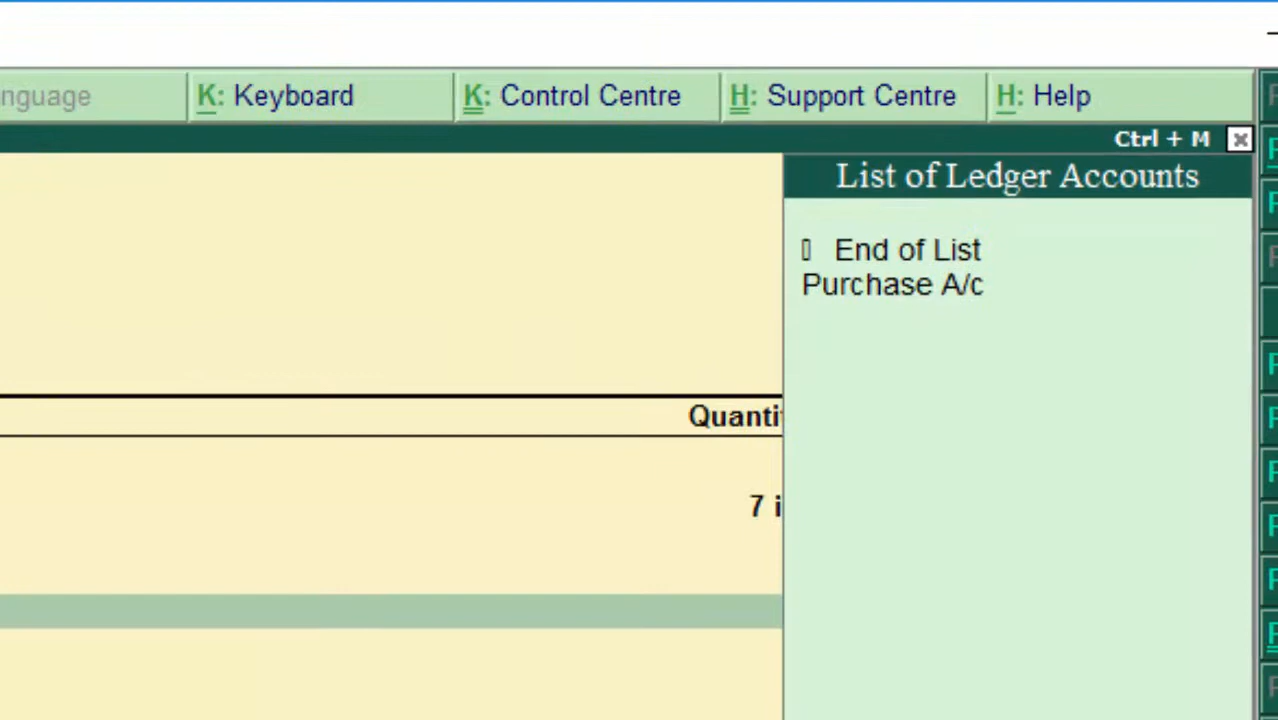 nguage K: Keyboard K: Control Centre H: Support Centre H: Help
Ctrl + M
List of Ledger Accounts
End of List
Purchase A/c
Quanti
7 i